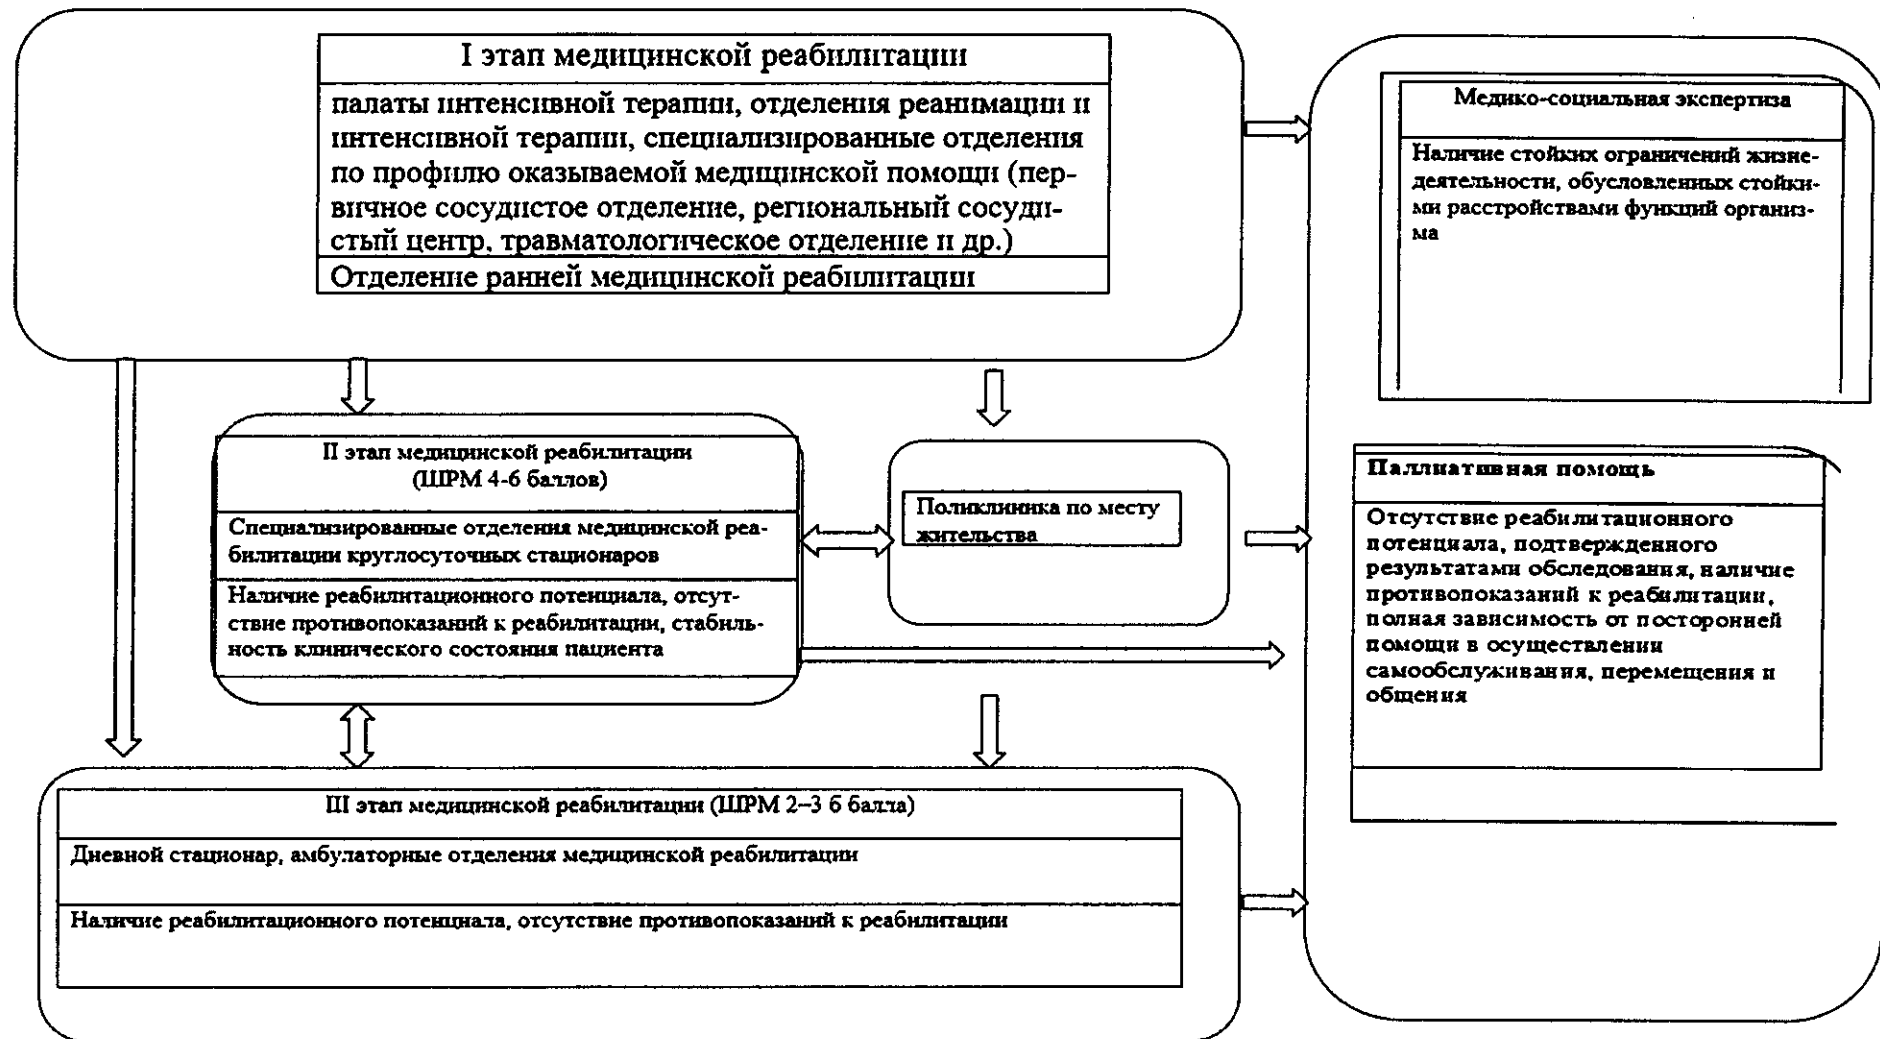 I этап медицинской реабилитации
палаты интенсивной терапии, отделения реанимации и
интенсивной терапии, специализированные отделения
по профилю оказываемой медицинской помощи (пер-
вичное сосудистое отделение, региональный сосуди-
стый центр, травматологическое отделение и др.)
Отделение ранней медицинской реабилитации
Медико-социальная экспертиза
Наличие стойких ограничений жизне-
деятельности, обусловленных стойки-
ми расстройствами функций организ-
ма
II этап медицинской реабилитации
(ШРМ 4-6 баллов)
Специализированные отделения медицинской реа-
билитации круглосуточных стационаров
Наличие реабилитационного потенциала, отсут-
ствие противопоказаний к реабилитации, стабиль-
ность клинического состояния пациента
Поликлиника по месту
жительства
Паллиативная помощь
Отсутствие реабилитационного
потенциала, подтвержденного
результатами обследования, наличие
противопоказаний к реабилитации,
полная зависимость от посторонней
помощи в осуществлении
самообслуживания, перемещения и
общения
III этап медицинской реабилитации (ШРМ 2–3 б балла)
Дневной стационар, амбулаторные отделения медицинской реабилитации
Наличие реабилитационного потенциала, отсутствие противопоказаний к реабилитации